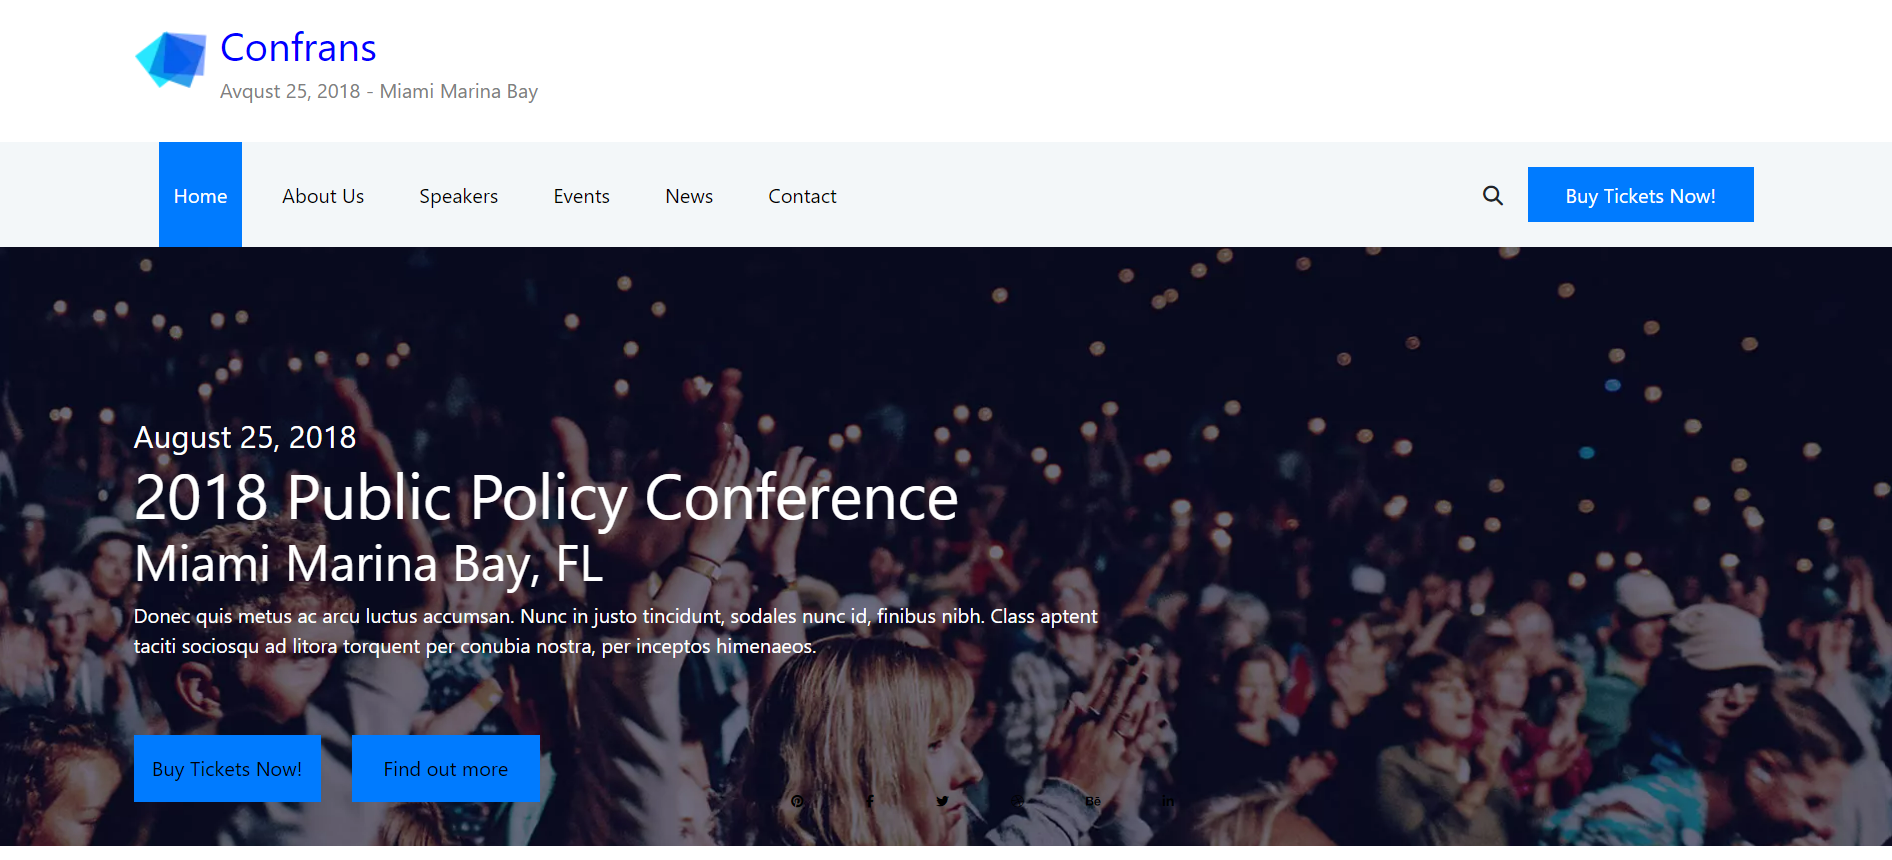 Confrans
Avqust 25, 2018 - Miami Marina Bay
Home
About Us
Speakers
Events
News
Contact
Buy Tickets Now!
August 25, 2018
2018 Public Policy Conference
Miami Marina Bay, FL
Donec quis metus ac arcu luctus accumsan. Nunc in justo tincidunt, sodales nunc id, finibus nibh. Class aptent
taciti sociosqu ad litora torquent per conubia nostra, per inceptos himenaeos.
Buy Tickets Now!
Find out more